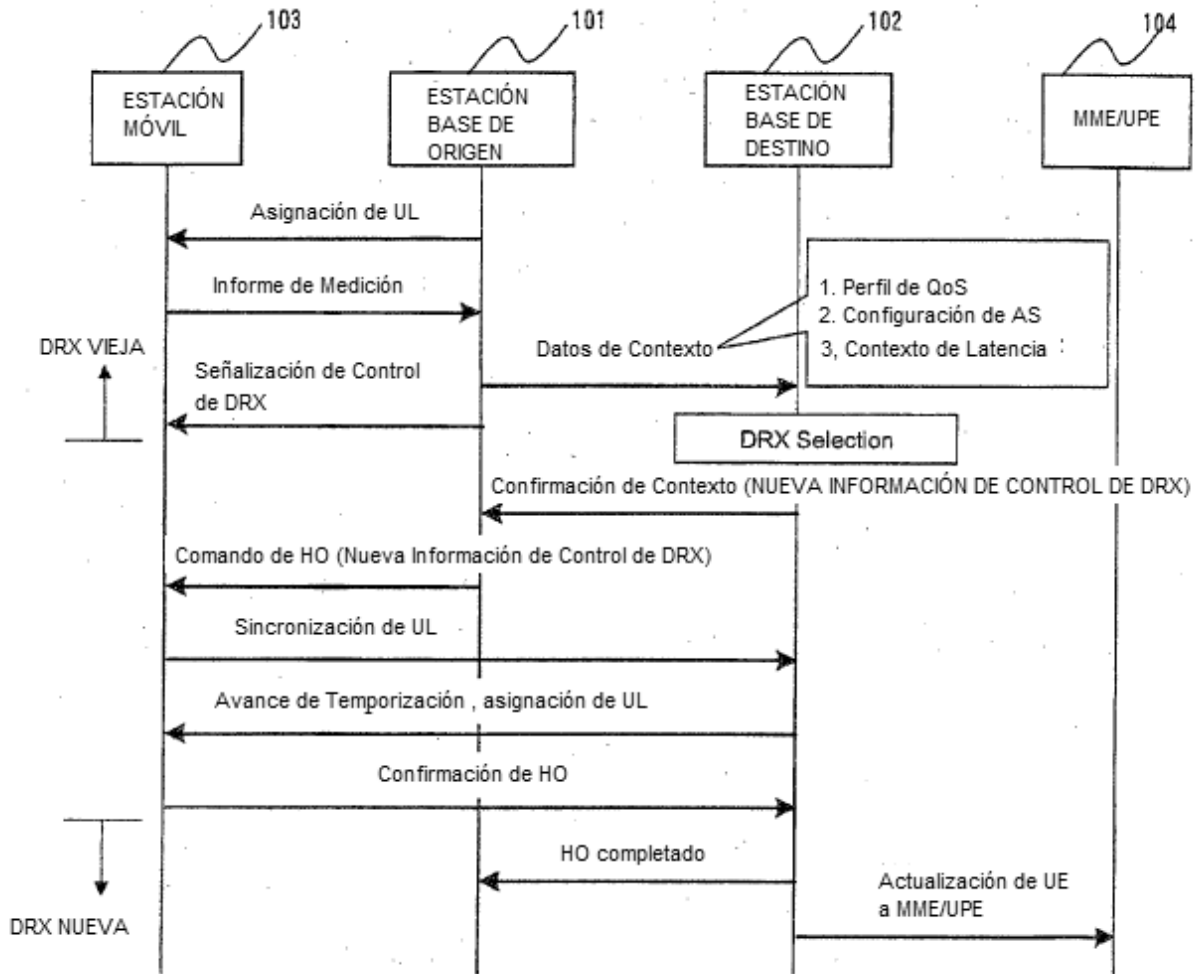 103
101
102
104
ESTACIÓN
MÓVIL
ESTACIÓN
BASE DE
ORIGEN
ESTACIÓN
BASE DE
DESTINO
MME/UPE
Asignación de UL
Informe de Medición
1. Perfil de QoS
2. Configuración de AS
3, Contexto de Latencia :
DRX VIEJA
Datos de Contexto
Señalización de Control
de DRX
DRX Selection
Confirmación de Contexto (NUEVA INFORMACIÓN DE CONTROL DE DRX)
Comando de HO (Nueva Información de Control de DRX)
Sincronización de UL
Avance de Temporización , asignación de UL
Confirmación de HO
HO completado
Actualización de UE
a MME/UPE
DRX NUEVA